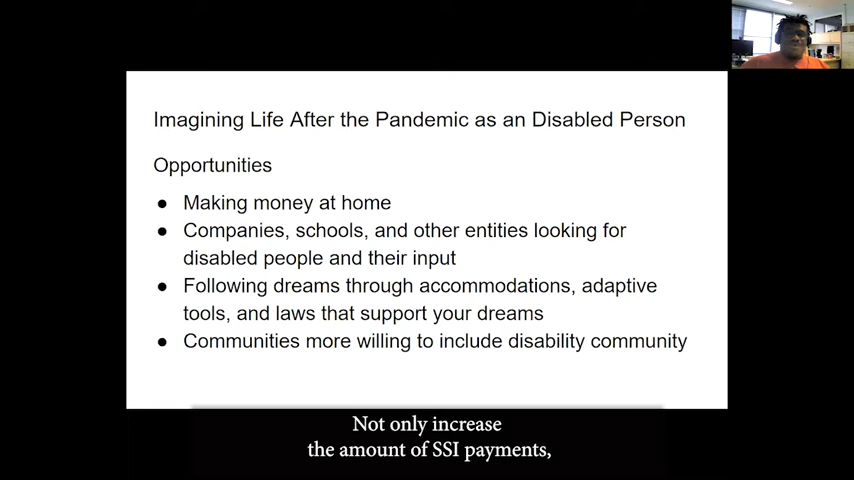 Imagining Life After the Pandemic as an Disabled Person
Opportunities
● Making money at home
● Companies, schools, and other entities looking for
disabled people and their input
● Following dreams through accommodations, adaptive
tools, and laws that support your dreams
● Communities more willing to include disability community
Not only increase
the amount of SSI payments,